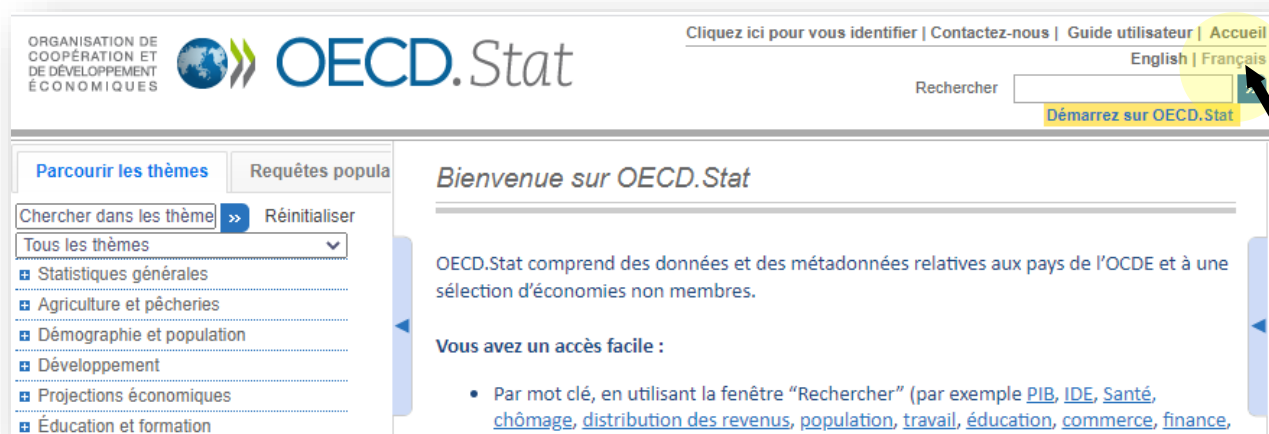 ORGANISATION DE
COOPÉRATION ET
DE DÉVELOPPEMENT
ÉCONOMIQUES
OECD.Stat
Cliquez ici pour vous identifier | Contactez-nous | Guide utilisateur | Accueil
English | Français
Rechercher »
Démarrez sur OECD.Stat
Parcourir les thèmes
Requêtes popula
Chercher dans les thème » Réinitialiser
Tous les thèmes
Statistiques générales
Agriculture et pêcheries
Démographie et population
Développement
Projections économiques
Éducation et formation
Bienvenue sur OECD.Stat
OECD.Stat comprend des données et des métadonnées relatives aux pays de l’OCDE et à une
sélection d’économies non membres.
Vous avez un accès facile :
• Par mot clé, en utilisant la fenêtre “Rechercher” (par exemple PIB, IDE, Santé,
chômage, distribution des revenus, population, travail, éducation, commerce, finance,